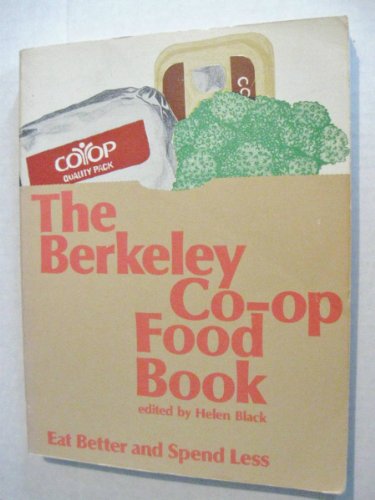 CO
CO-OP
QUALITY PACK
The
Berkeley
Co-op
Food
Book
edited by Helen Black
Eat Better and Spend Less